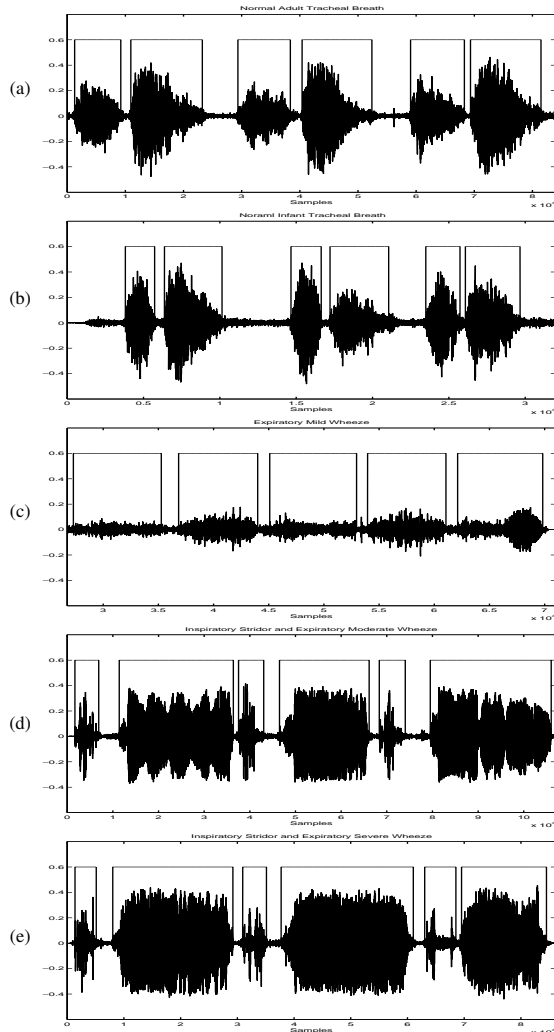 Normal Adult Tracheal Breath
(a)
0.6
0.4
0.2
0
−0.2
−0.4
0 1 2 3 4 5 6 7 8
Samples
x 10
Noraml Infant Tracheal Breath
(b)
0.6
0.4
0.2
0
−0.2
−0.4
0 0.5 1 1.5 2 2.5 3
Samples
x 10
Expiratory Mild Wheeze
(c)
0.6
0.4
0.2
0
−0.2
−0.4
3 3.5 4 4.5 5 5.5 6 6.5 7
Samples
x 10
Inspiratory Stridor and Expiratory Moderate Wheeze
(d)
0.6
0.4
0.2
0
−0.2
−0.4
0 1 2 3 4 5 6 7 8 9 10
Samples
x 10
Inspiratory Stridor and Expiratory Severe Wheeze
(e)
0.6
0.4
0.2
0
−0.2
−0.4
0 1 2 3 4 5 6 7 8
Samples
x 10